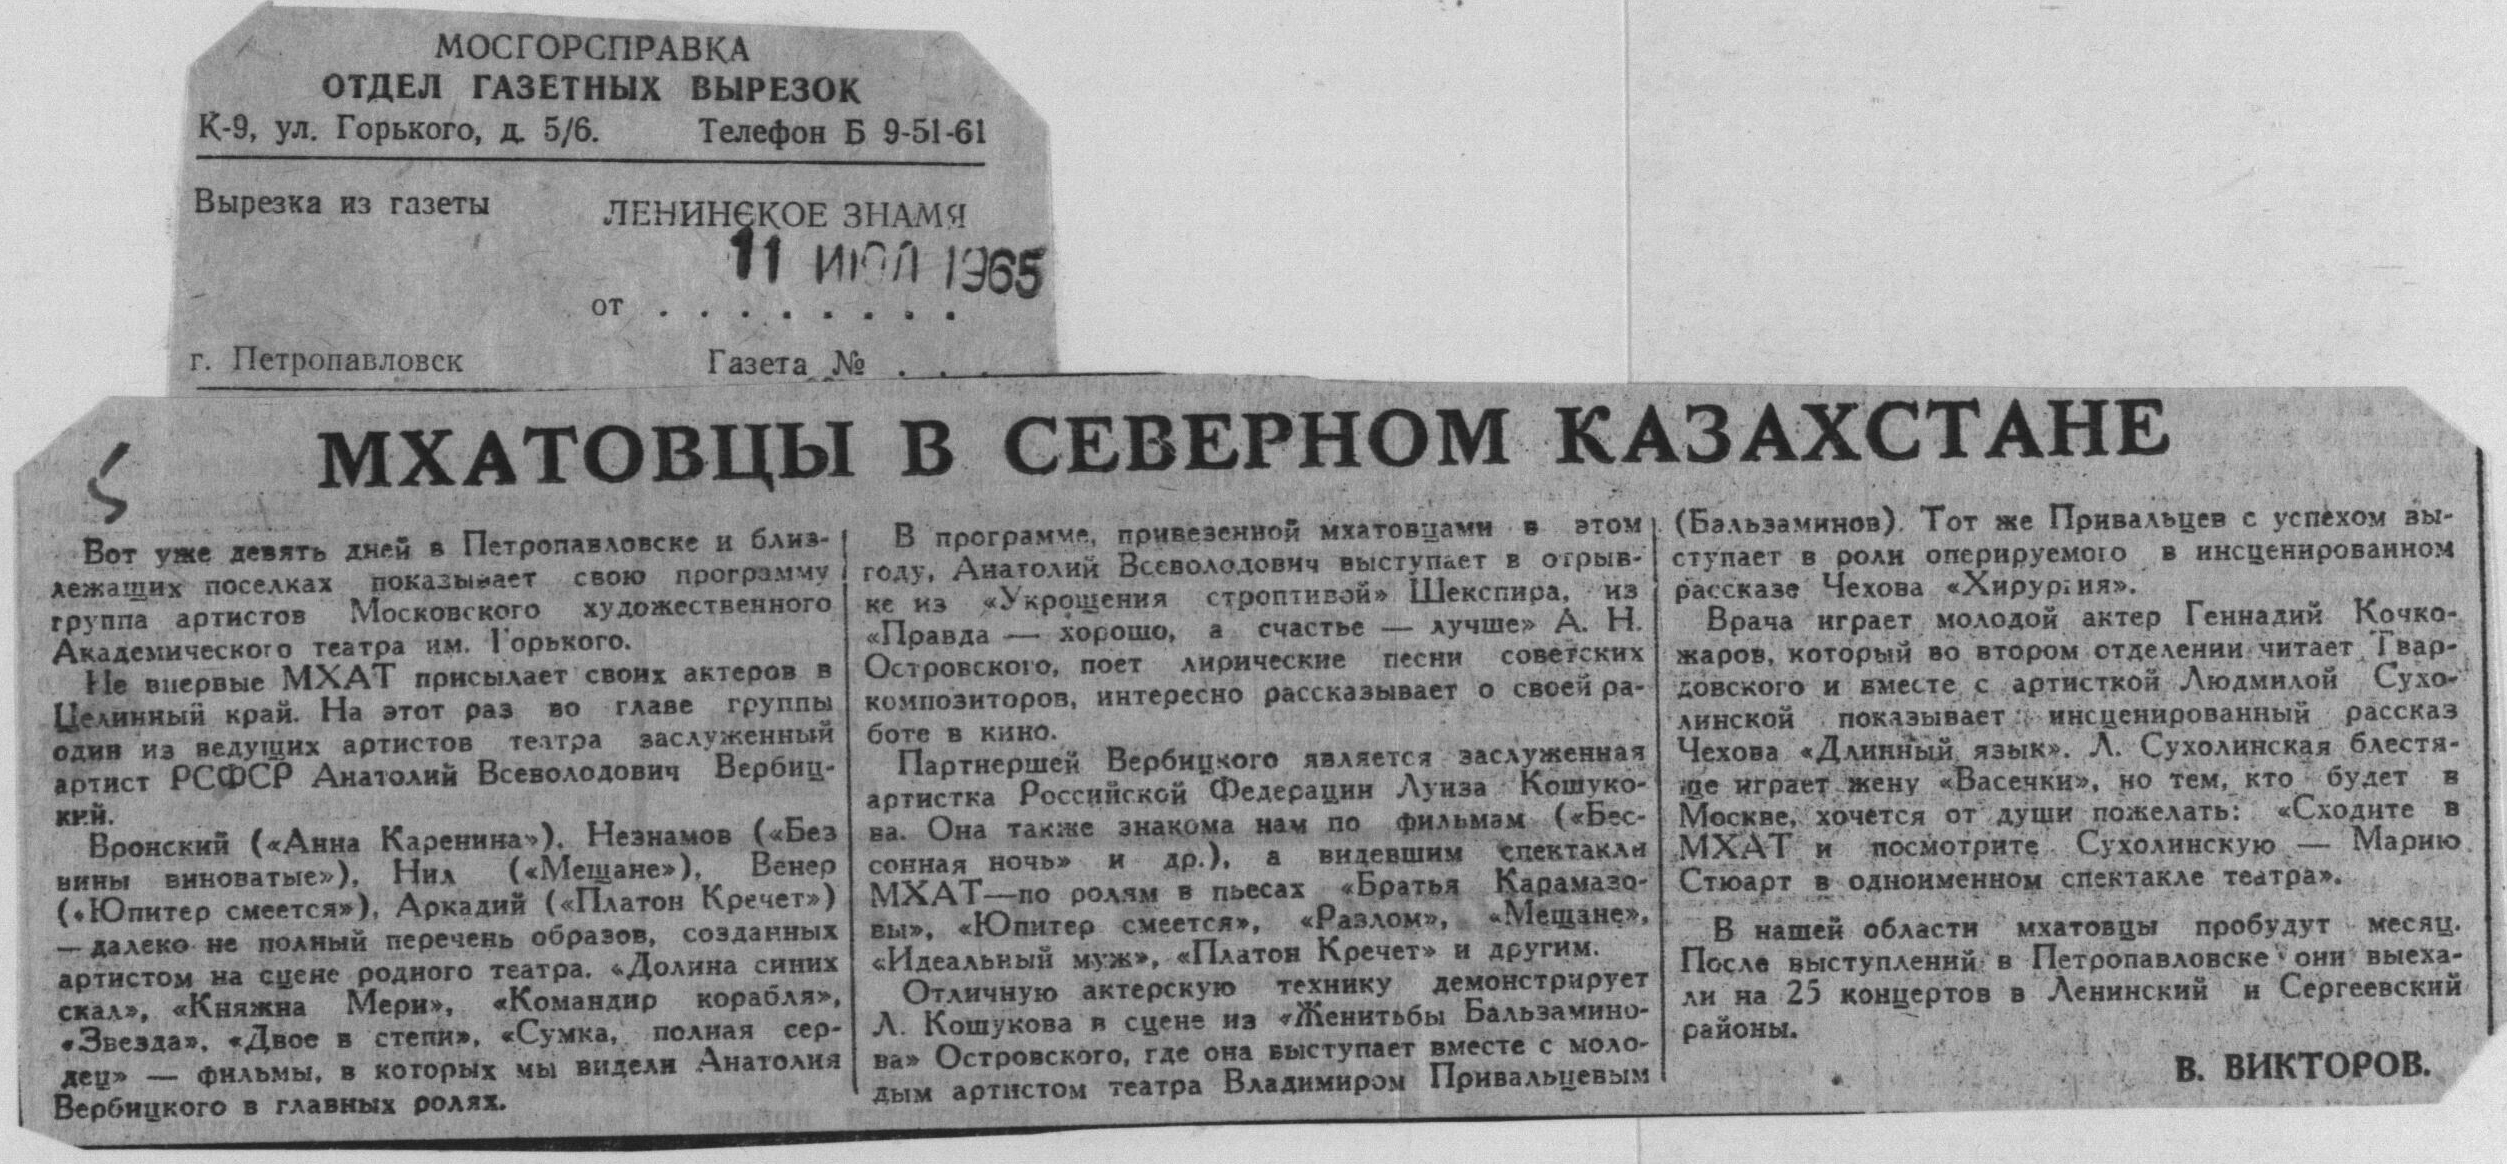 МОСГОРСПРАВКА
ОТДЕЛ ГАЗЕТНЫХ ВЫРЕЗОК
К-9, ул. Горького, д. 5/6. Телефон Б 9-51-61
Вырезка из газеты
ЛЕНИНСКОЕ ЗНАМЯ
11 ИЮЛ 1965
от . . . . . . . .
г. Петропавловск Газета № . . .
МХАТОВЦЫ В СЕВЕРНОМ КАЗАХСТАНЕ
Вот уже девять дней в Петропавловске и близ-
лежащих поселках показывает свою программу
группа артистов Московского художественного
Академического театра им. Горького.
Не впервые МХАТ присылает своих актеров в
Целинный край. На этот раз во главе группы
один из ведущих артистов театра заслуженный
артист РСФСР Анатолий Всеволодович Вербиц-
кий.
Вронский («Анна Каренина»), Незнамов («Без
вины виноватые»), Нил («Мещане»), Венер
(«Юпитер смеется»), Аркадий («Платон Кречет»)
— далеко не полный перечень образов, созданных
артистом на сцене родного театра. «Долина синих
скал», «Княжна Мери», «Командир корабля»,
«Звезда», «Двое в степи», «Сумка, полная сер-
дец» — фильмы, в которых мы видели Анатолия
Вербицкого в главных ролях.
В программе, привезенной мхатовцами в этом
году, Анатолий Всеволодович выступает в отрыв-
ке из «Укрощения строптивой» Шекспира, из
«Правда — хорошо, а счастье — лучше» А. Н.
Островского, поет лирические песни советских
композиторов, интересно рассказывает о своей ра-
боте в кино.
Партнершей Вербицкого является заслуженная
артистка Российской Федерации Луиза Кошуко-
ва. Она также знакома нам по фильмам («Бес-
сонная ночь» и др.), а видевшим спектакли
МХАТ—по ролям в пьесах «Братья Карамазо-
вы», «Юпитер смеется», «Разлом», «Мещане»,
«Идеальный муж», «Платон Кречет» и другим.
Отличную актерскую технику демонстрирует
Л. Кошукова в сцене из «Женитьбы Бальзамино-
ва» Островского, где она выступает вместе с моло-
дым артистом театра Владимиром Привальцевым
(Бальзаминов). Тот же Привальцев с успехом вы-
ступает в роли оперируемого в инсценированном
рассказе Чехова «Хирургия».
Врача играет молодой актер Геннадий Кочко-
жаров, который во втором отделении читает Твар-
довского и вместе с артисткой Людмилой Сухо-
линской показывает инсценированный рассказ
Чехова «Длинный язык». Л. Сухолинская блестя-
ще играет жену «Васечки», но тем, кто будет в
Москве, хочется от души пожелать: «Сходите в
МХАТ и посмотрите Сухолинскую — Марию
Стюарт в одноименном спектакле театра».
В нашей области мхатовцы пробудут месяц.
После выступлений в Петропавловске они выеха-
ли на 25 концертов в Ленинский и Сергеевский
районы.
В. ВИКТОРОВ.